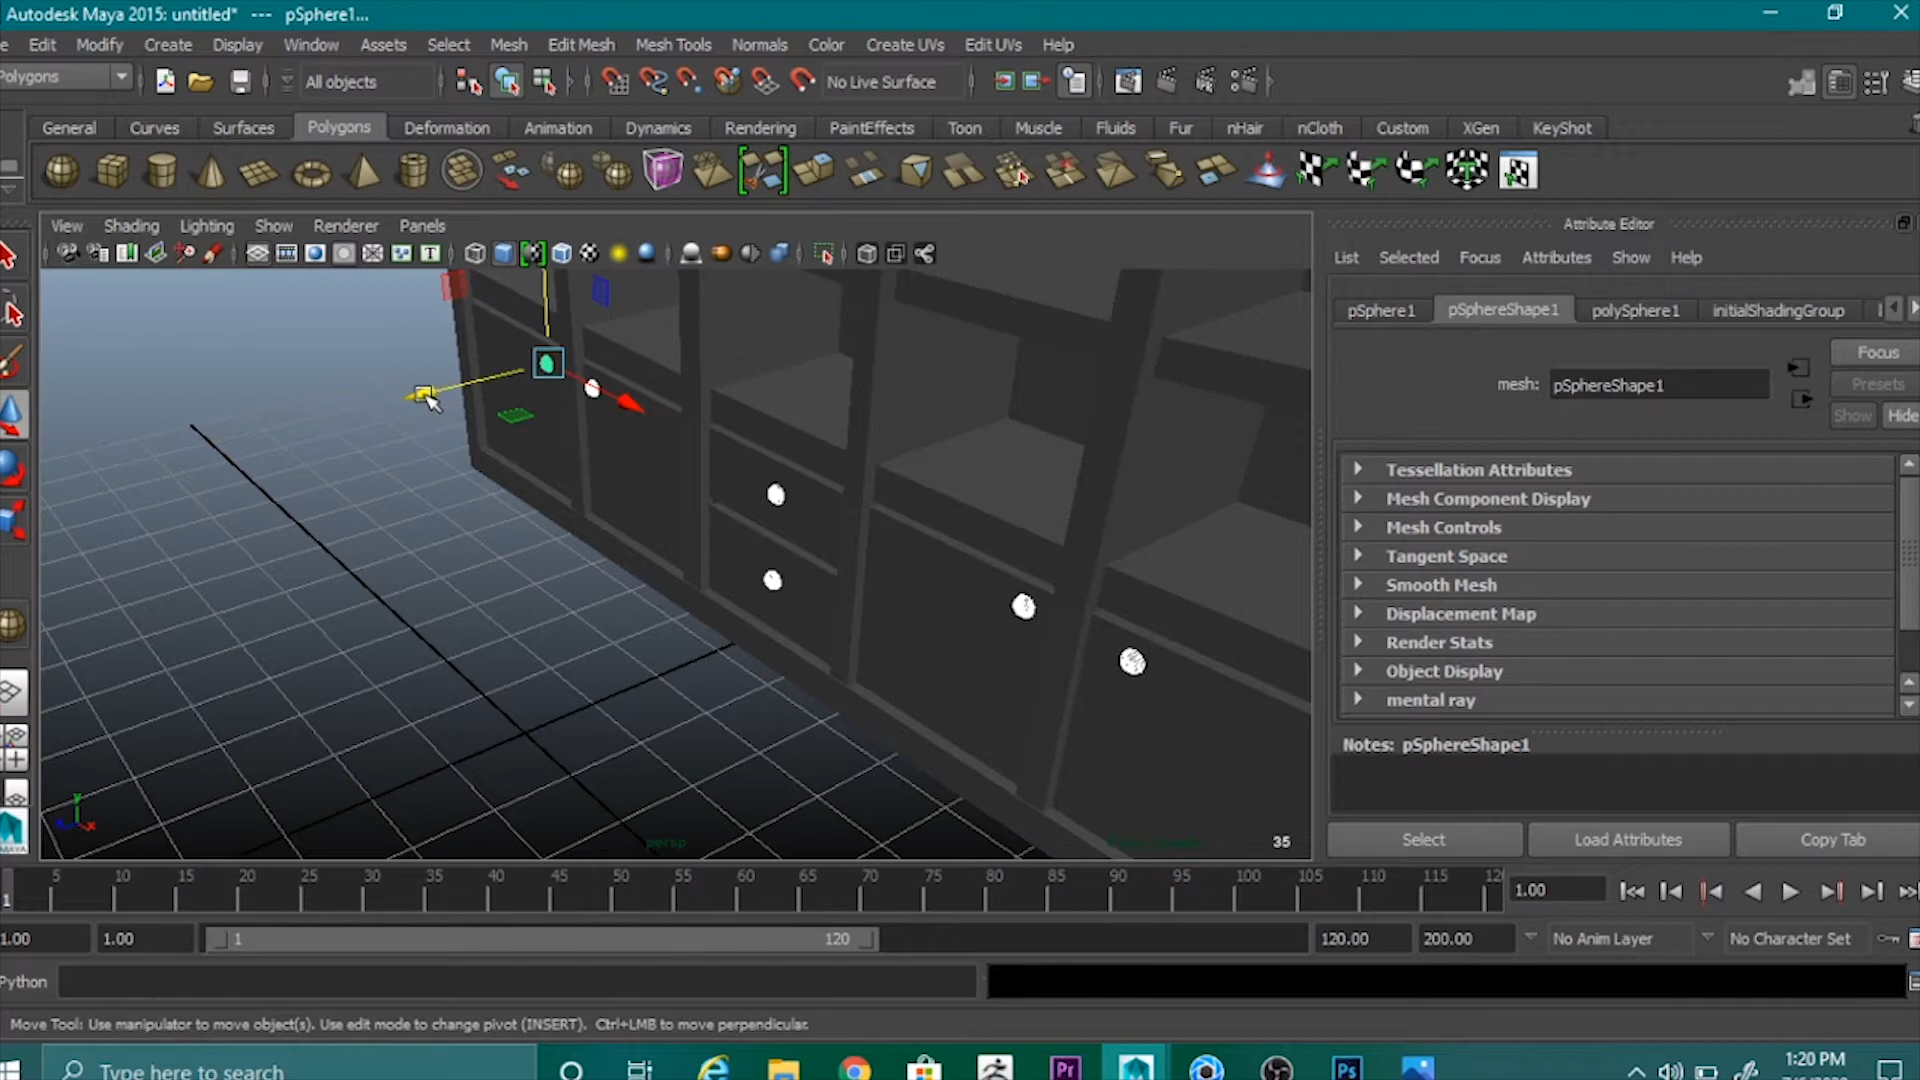 Autodesk Maya 2015: untitled* --- pSphere1...
e Edit Modify Create Display Window Assets Select Mesh Edit Mesh Mesh Tools Normals Color Create UVs Edit UVs Help
Polygons All objects No Live Surface
General Curves Surfaces Polygons Deformation Animation Dynamics Rendering PaintEffects Toon Muscle Fluids Fur nHair nCloth Custom XGen KeyShot
View Shading Lighting Show Renderer Panels
Attribute Editor
List Selected Focus Attributes Show Help
pSphere1 pSphereShape1 polySphere1 initialShadingGroup
Focus
mesh: pSphereShape1
Presets
Show Hide
Tessellation Attributes
Mesh Component Display
Mesh Controls
Tangent Space
Smooth Mesh
Displacement Map
Render Stats
Object Display
mental ray
Notes: pSphereShape1
persp
35
Select Load Attributes Copy Tab
5 10 15 20 25 30 35 40 45 50 55 60 65 70 75 80 85 90 95 100 105 110 115 12
1 1.00
1.00 1.00 1 120 120.00 200.00 No Anim Layer No Character Set
Python
Move Tool: Use manipulator to move object(s). Use edit mode to change pivot (INSERT). Ctrl+LMB to move perpendicular.
Type here to search
Pr Ps
1:20 PM